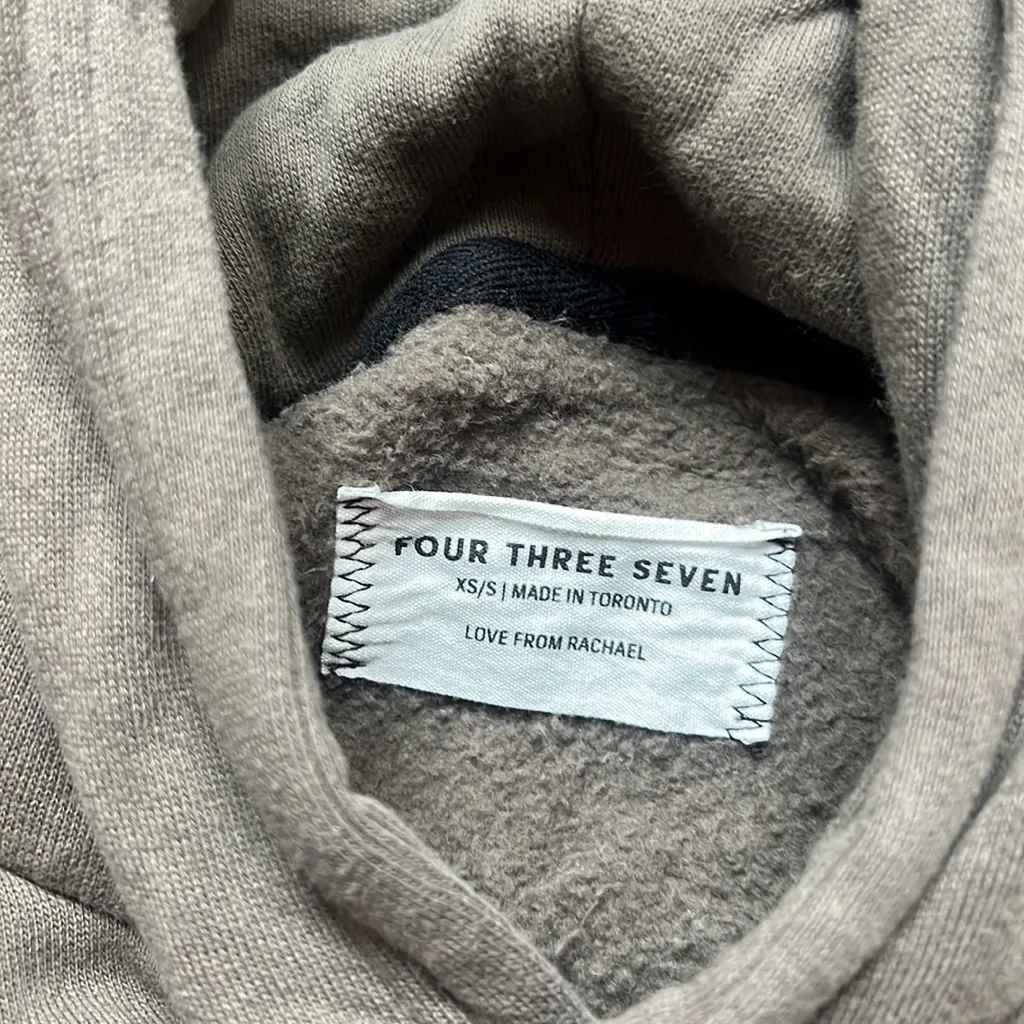 FOUR THREE SEVEN
XS/S | MADE IN TORONTO
LOVE FROM RACHAEL